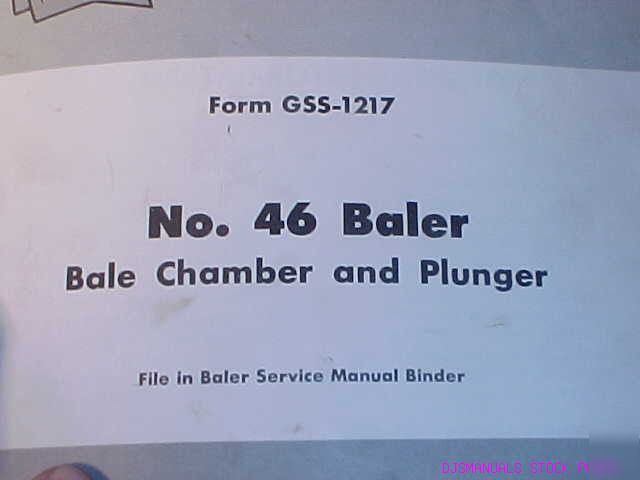 Form GSS-1217
No. 46 Baler
Bale Chamber and Plunger
File in Baler Service Manual Binder
DJSMANUALS STOCK